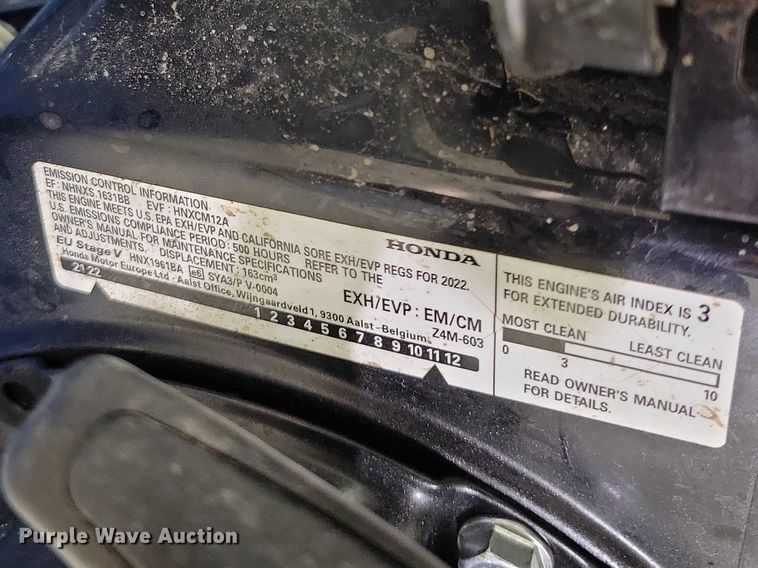 EMISSION CONTROL INFORMATION
HONDA
EF: NHNXS.1631BB EVF: HNXCM12A
THIS ENGINE MEETS U.S. EPA EXH/EVP AND CALIFORNIA SORE EXH/EVP REGS FOR 2022.
U.S. EMISSIONS COMPLIANCE PERIOD: 500 HOURS REFER TO THE
OWNER'S MANUAL FOR MAINTENANCE SPECIFICATIONS
AND ADJUSTMENTS. DISPLACEMENT: 163cm³
EXH/EVP: EM/CM
EU Stage V HNX1961BA e6 SYA3/P V-0004
Honda Motor Europe Ltd - Aalst Office, Wijngaardveld 1, 9300 Aalst - Belgium
Z4M-603
21 22
1 2 3 4 5 6 7 8 9 10 11 12
THIS ENGINE'S AIR INDEX IS 3
FOR EXTENDED DURABILITY.
MOST CLEAN LEAST CLEAN
0 3 10
READ OWNER'S MANUAL
FOR DETAILS.
Purple Wave Auction